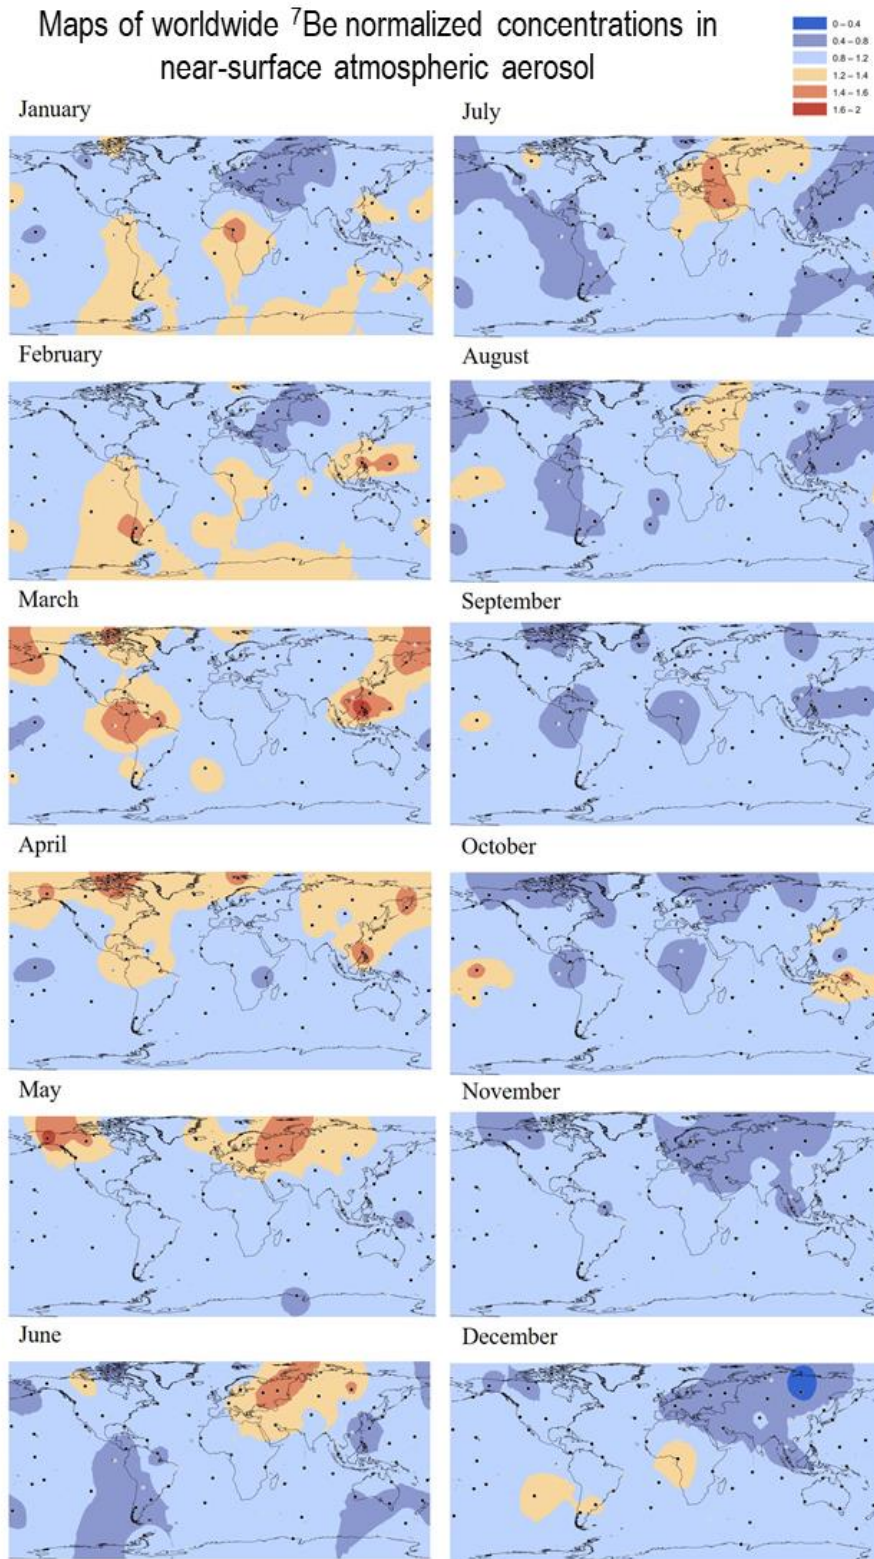 Maps of worldwide ⁷Be normalized concentrations in
near-surface atmospheric aerosol
0 – 0.4
0.4 – 0.8
0.8 – 1.2
1.2 – 1.4
1.4 – 1.6
1.6 – 2
January
July
February
August
March
September
April
October
May
November
June
December